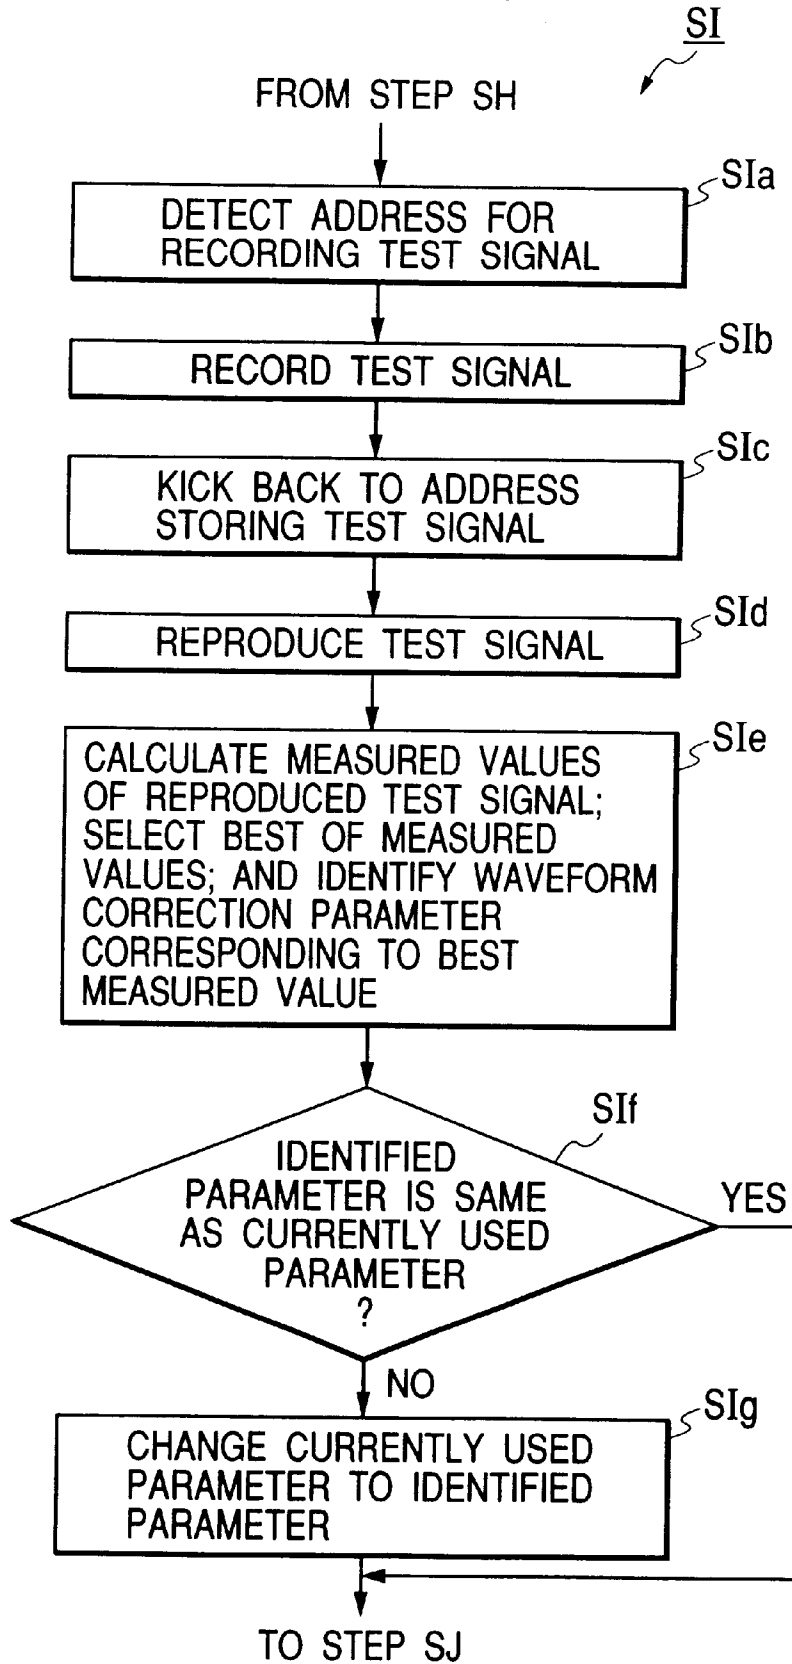 SI
FROM STEP SH
SIa
DETECT ADDRESS FOR
RECORDING TEST SIGNAL
SIb
RECORD TEST SIGNAL
SIc
KICK BACK TO ADDRESS
STORING TEST SIGNAL
SId
REPRODUCE TEST SIGNAL
SIe
CALCULATE MEASURED VALUES
OF REPRODUCED TEST SIGNAL;
SELECT BEST OF MEASURED
VALUES; AND IDENTIFY WAVEFORM
CORRECTION PARAMETER
CORRESPONDING TO BEST
MEASURED VALUE
SIf
IDENTIFIED
PARAMETER IS SAME
AS CURRENTLY USED
PARAMETER
?
YES
NO
SIg
CHANGE CURRENTLY USED
PARAMETER TO IDENTIFIED
PARAMETER
TO STEP SJ